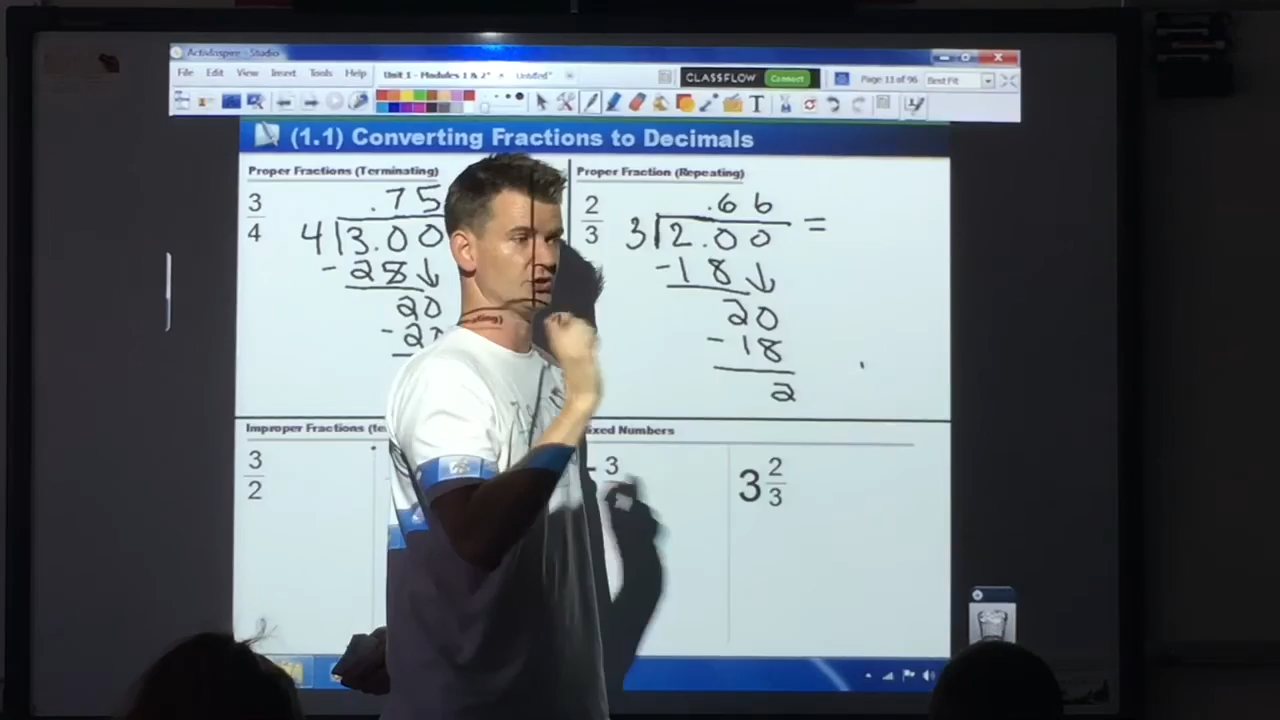 ActivInspire - Studio
File Edit View Insert Tools Help
Unit 1 - Modules 1 & 2*
Untitled*
CLASSFLOW Connect
Page 11 of 96 Best Fit
T
(1.1) Converting Fractions to Decimals
Proper Fractions (Terminating)
3
4
.75
4 3.00
-28↓
20
-20
Proper Fraction (Repeating)
2
3
.66 =
3 2.00
-18↓
20
-18
2
Improper Fractions
3
2
Mixed Numbers
3
3 2
3